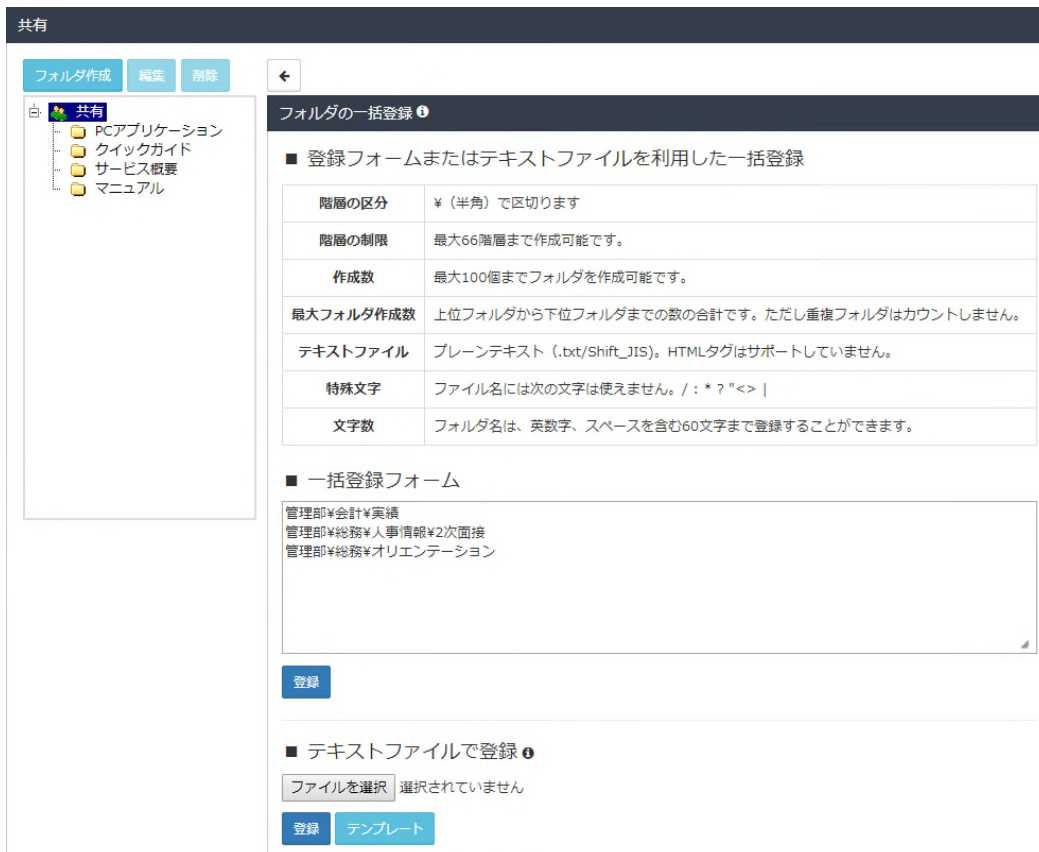 共有
フォルダ作成 編集 削除
共有
PCアプリケーション
クイックガイド
サービス概要
マニュアル
フォルダの一括登録
■ 登録フォームまたはテキストファイルを利用した一括登録
階層の区分 ¥（半角）で区切ります
階層の制限 最大66階層まで作成可能です。
作成数 最大100個までフォルダを作成可能です。
最大フォルダ作成数 上位フォルダから下位フォルダまでの数の合計です。ただし重複フォルダはカウントしません。
テキストファイル プレーンテキスト（.txt/Shift_JIS)。HTMLタグはサポートしていません。
特殊文字 ファイル名には次の文字は使えません。/ : * ? "<> |
文字数 フォルダ名は、英数字、スペースを含む60文字まで登録することができます。
■ 一括登録フォーム
管理部¥会計¥実績
管理部¥総務¥人事情報¥2次面接
管理部¥総務¥オリエンテーション
登録
■ テキストファイルで登録
ファイルを選択 選択されていません
登録 テンプレート